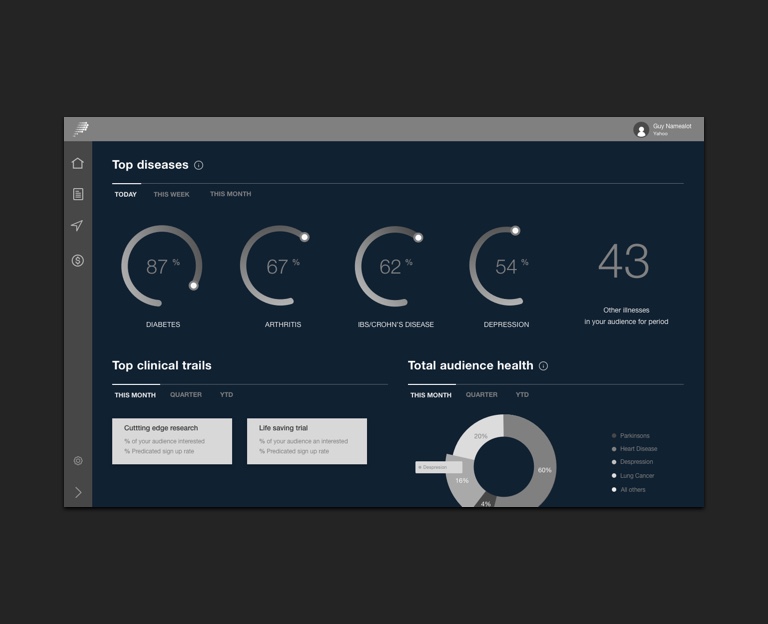 Guy Namealot
Yahoo
Top diseases
TODAY THIS WEEK THIS MONTH
87 %
67 %
62 %
54 %
43
DIABETES
ARTHRITIS
IBS/CROHN'S DISEASE
DEPRESSION
Other illnesses
in your audience for period
Top clinical trails
THIS MONTH QUARTER YTD
Cuttting edge research
% of your audience interested
% Predicated sign up rate
Life saving trial
% of your audience an interested
% Predicated sign up rate
Total audience health
THIS MONTH QUARTER YTD
20%
60%
16%
4%
Parkinsons
Heart Disease
Despression
Lung Cancer
All others